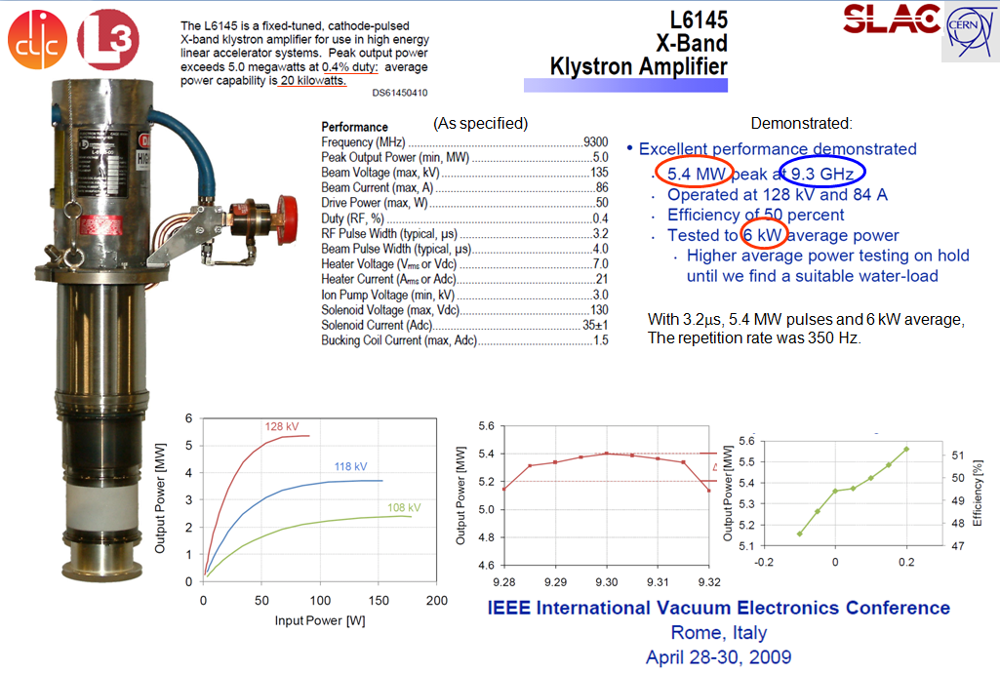 clic
L3
The L6145 is a fixed-tuned, cathode-pulsed
X-band klystron amplifier for use in high energy
linear accelerator systems. Peak output power
exceeds 5.0 megawatts at 0.4% duty: average
power capability is 20 kilowatts.
DS61450410
L6145
X-Band
Klystron Amplifier
SLAC
CERN
Performance (As specified)
Frequency (MHz) 9300
Peak Output Power (min, MW) 5.0
Beam Voltage (max, kV) 135
Beam Current (max, A) 86
Drive Power (max, W) 50
Duty (RF, %) 0.4
RF Pulse Width (typical, µs) 3.2
Beam Pulse Width (typical, µs) 4.0
Heater Voltage (Vrms or Vdc) 7.0
Heater Current (Arms or Adc) 21
Ion Pump Voltage (min, kV) 3.0
Solenoid Voltage (max, Vdc) 130
Solenoid Current (Adc) 35±1
Bucking Coil Current (max, Adc) 1.5
Demonstrated:
• Excellent performance demonstrated
. 5.4 MW peak at 9.3 GHz
. Operated at 128 kV and 84 A
. Efficiency of 50 percent
. Tested to 6 kW average power
. Higher average power testing on hold
until we find a suitable water-load
With 3.2µs, 5.4 MW pulses and 6 kW average,
The repetition rate was 350 Hz.
Output Power [MW]
6
5
4
3
2
1
0
128 kV
118 kV
108 kV
0 50 100 150 200
Input Power [W]
Output Power [MW]
5.6
5.4
5.2
5.0
4.8
4.6
9.28 9.29 9.30 9.31 9.32
Output Power [MW]
5.6
5.5
5.4
5.3
5.2
5.1
-0.2 0 0.2
51
50
49
48
47
Efficiency [%]
IEEE International Vacuum Electronics Conference
Rome, Italy
April 28-30, 2009